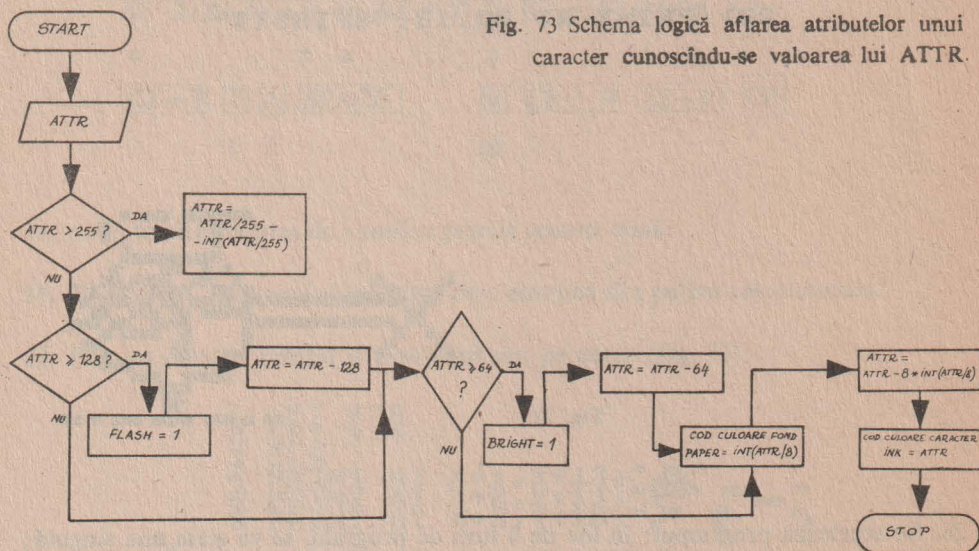 Fig. 73 Schema logică aflarea atributelor unui
caracter cunoscîndu-se valoarea lui ATTR.
START
ATTR
ATTR > 255 ?
DA
ATTR =
ATTR/255 -
- INT(ATTR/255)
NU
ATTR ⩾ 128 ?
DA
NU
FLASH = 1
ATTR = ATTR - 128
ATTR ⩾ 64
?
DA
NU
BRIGHT = 1
ATTR = ATTR - 64
COD CULOARE FOND
PAPER = INT(ATTR/8)
ATTR =
ATTR - 8 * INT(ATTR/8)
COD CULOARE CARACTER
INK = ATTR
STOP